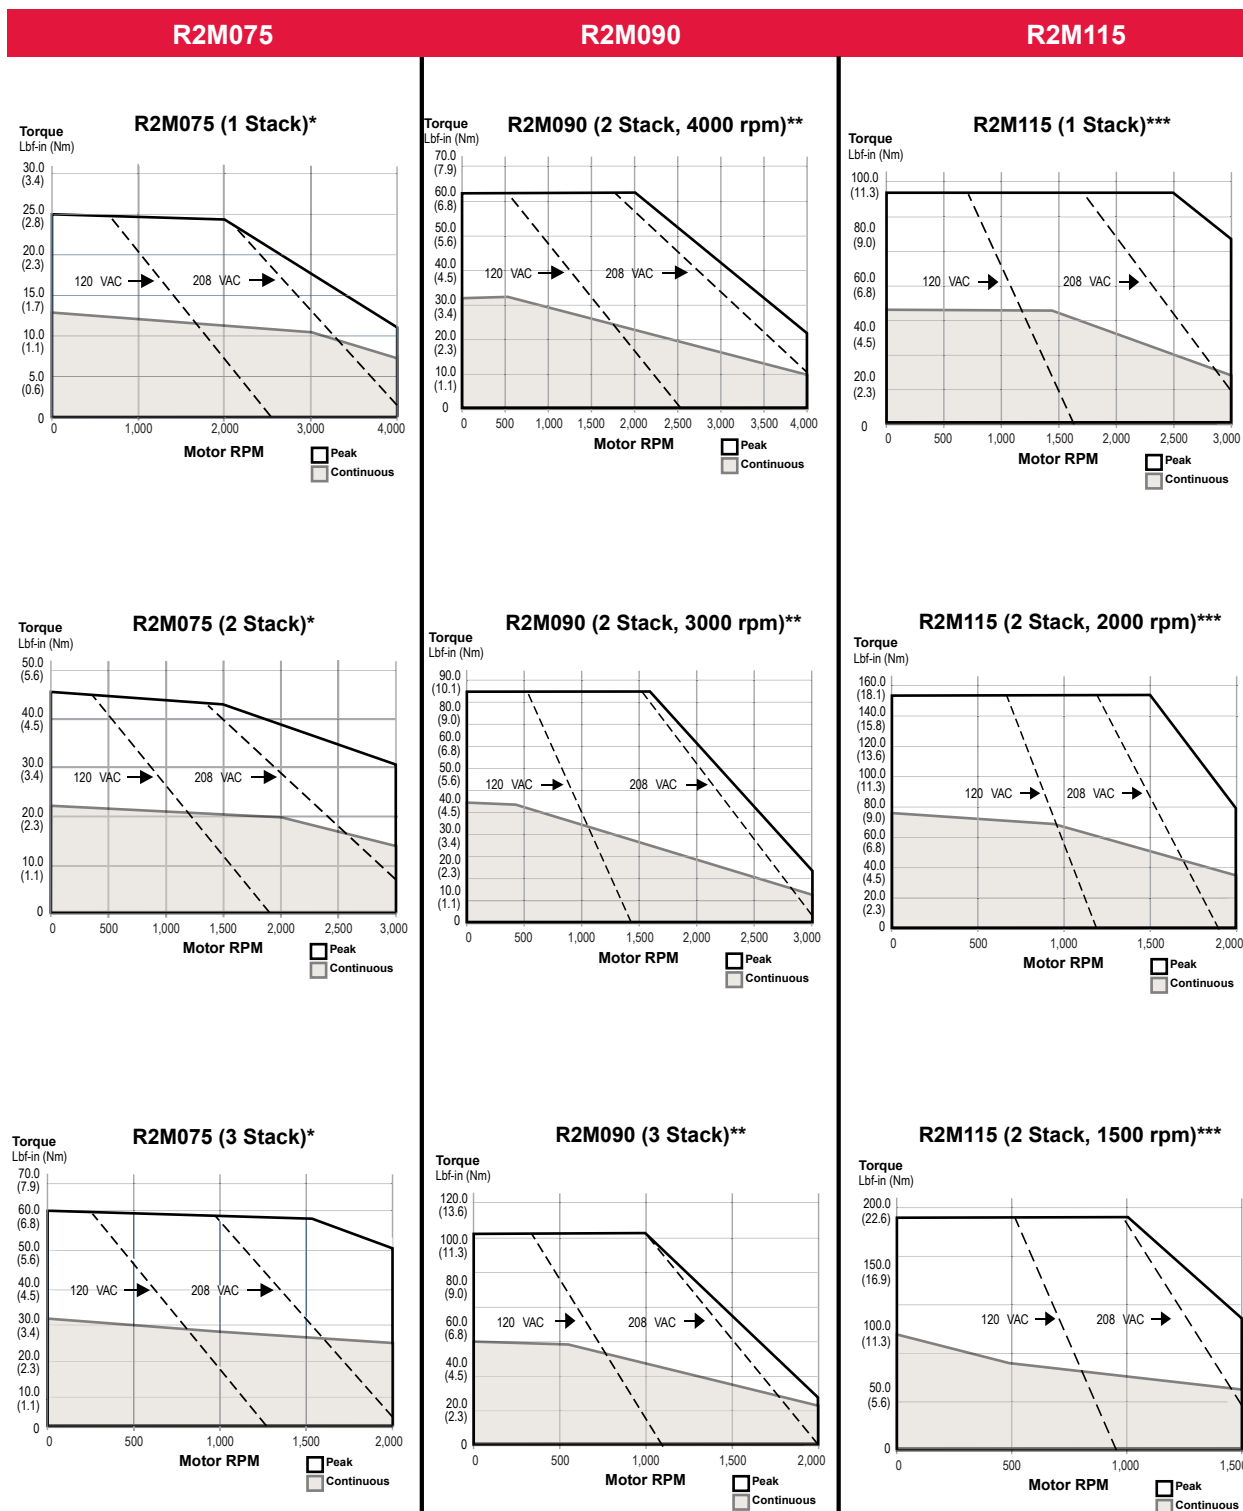 R2M075
R2M090
R2M115
R2M075 (1 Stack)*
Torque
Lbf-in (Nm)
30.0
(3.4)
25.0
(2.8)
20.0
(2.3)
15.0
(1.7)
10.0
(1.1)
5.0
(0.6)
0
120 VAC
208 VAC
0 1,000 2,000 3,000 4,000
Motor RPM
Peak
Continuous
R2M090 (2 Stack, 4000 rpm)**
Torque
Lbf-in (Nm)
70.0
(7.9)
60.0
(6.8)
50.0
(5.6)
40.0
(4.5)
30.0
(3.4)
20.0
(2.3)
10.0
(1.1)
0
120 VAC
208 VAC
0 500 1,000 1,500 2,000 2,500 3,000 3,500 4,000
Motor RPM
Peak
Continuous
R2M115 (1 Stack)***
Torque
Lbf-in (Nm)
100.0
(11.3)
80.0
(9.0)
60.0
(6.8)
40.0
(4.5)
20.0
(2.3)
0
120 VAC
208 VAC
0 500 1,000 1,500 2,000 2,500 3,000
Motor RPM
Peak
Continuous
R2M075 (2 Stack)*
Torque
Lbf-in (Nm)
50.0
(5.6)
40.0
(4.5)
30.0
(3.4)
20.0
(2.3)
10.0
(1.1)
0
120 VAC
208 VAC
0 500 1,000 1,500 2,000 2,500 3,000
Motor RPM
Peak
Continuous
R2M090 (2 Stack, 3000 rpm)**
Torque
Lbf-in (Nm)
90.0
(10.1)
80.0
(9.0)
60.0
(6.8)
50.0
(5.6)
40.0
(4.5)
30.0
(3.4)
20.0
(2.3)
10.0
(1.1)
0
120 VAC
208 VAC
0 500 1,000 1,500 2,000 2,500 3,000
Motor RPM
Peak
Continuous
R2M115 (2 Stack, 2000 rpm)***
Torque
Lbf-in (Nm)
160.0
(18.1)
140.0
(15.8)
120.0
(13.6)
100.0
(11.3)
80.0
(9.0)
60.0
(6.8)
40.0
(4.5)
20.0
(2.3)
0
120 VAC
208 VAC
0 500 1,000 1,500 2,000
Motor RPM
Peak
Continuous
R2M075 (3 Stack)*
Torque
Lbf-in (Nm)
70.0
(7.9)
60.0
(6.8)
50.0
(5.6)
40.0
(4.5)
30.0
(3.4)
20.0
(2.3)
10.0
(1.1)
0
120 VAC
208 VAC
0 500 1,000 1,500 2,000
Motor RPM
Peak
Continuous
R2M090 (3 Stack)**
Torque
Lbf-in (Nm)
120.0
(13.6)
100.0
(11.3)
80.0
(9.0)
60.0
(6.8)
40.0
(4.5)
20.0
(2.3)
0
120 VAC
208 VAC
0 500 1,000 1,500 2,000
Motor RPM
Peak
Continuous
R2M115 (2 Stack, 1500 rpm)***
Torque
Lbf-in (Nm)
200.0
(22.6)
150.0
(16.9)
100.0
(11.3)
50.0
(5.6)
0
120 VAC
208 VAC
0 500 1,000 1,500
Motor RPM
Peak
Continuous